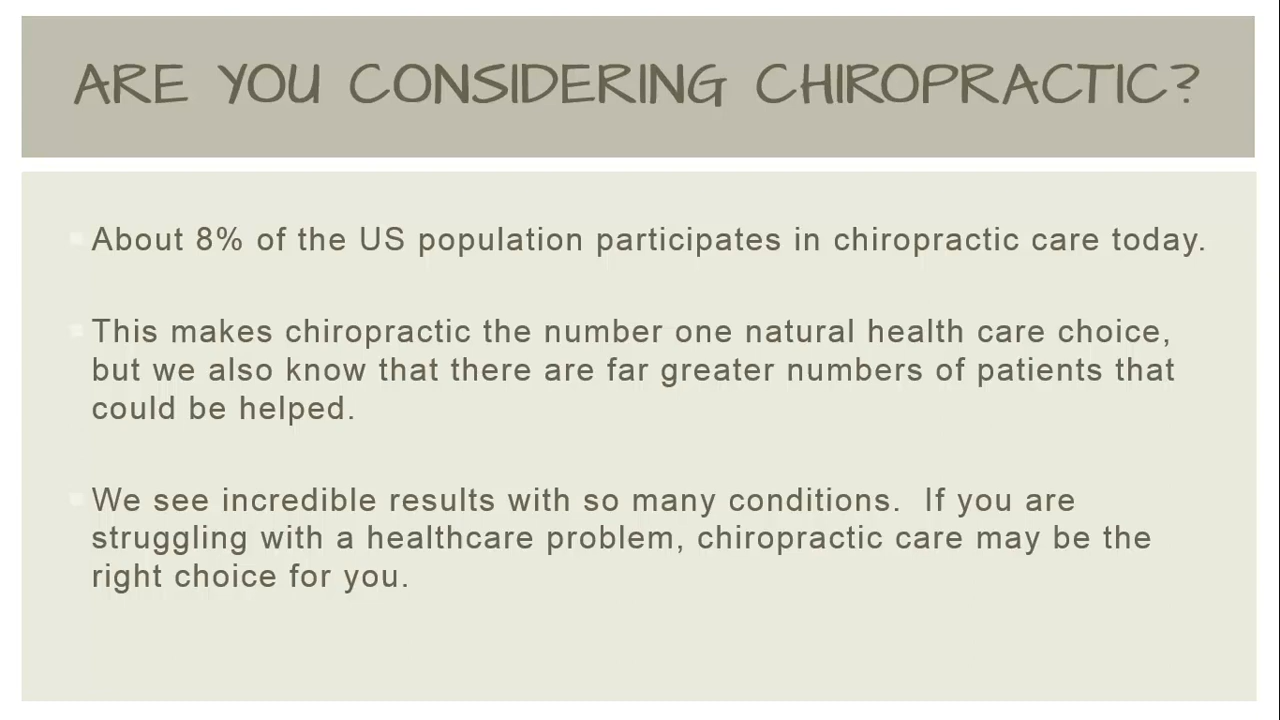 ARE YOU CONSIDERING CHIROPRACTIC?
About 8% of the US population participates in chiropractic care today.
This makes chiropractic the number one natural health care choice,
but we also know that there are far greater numbers of patients that
could be helped.
We see incredible results with so many conditions.  If you are
struggling with a healthcare problem, chiropractic care may be the
right choice for you.